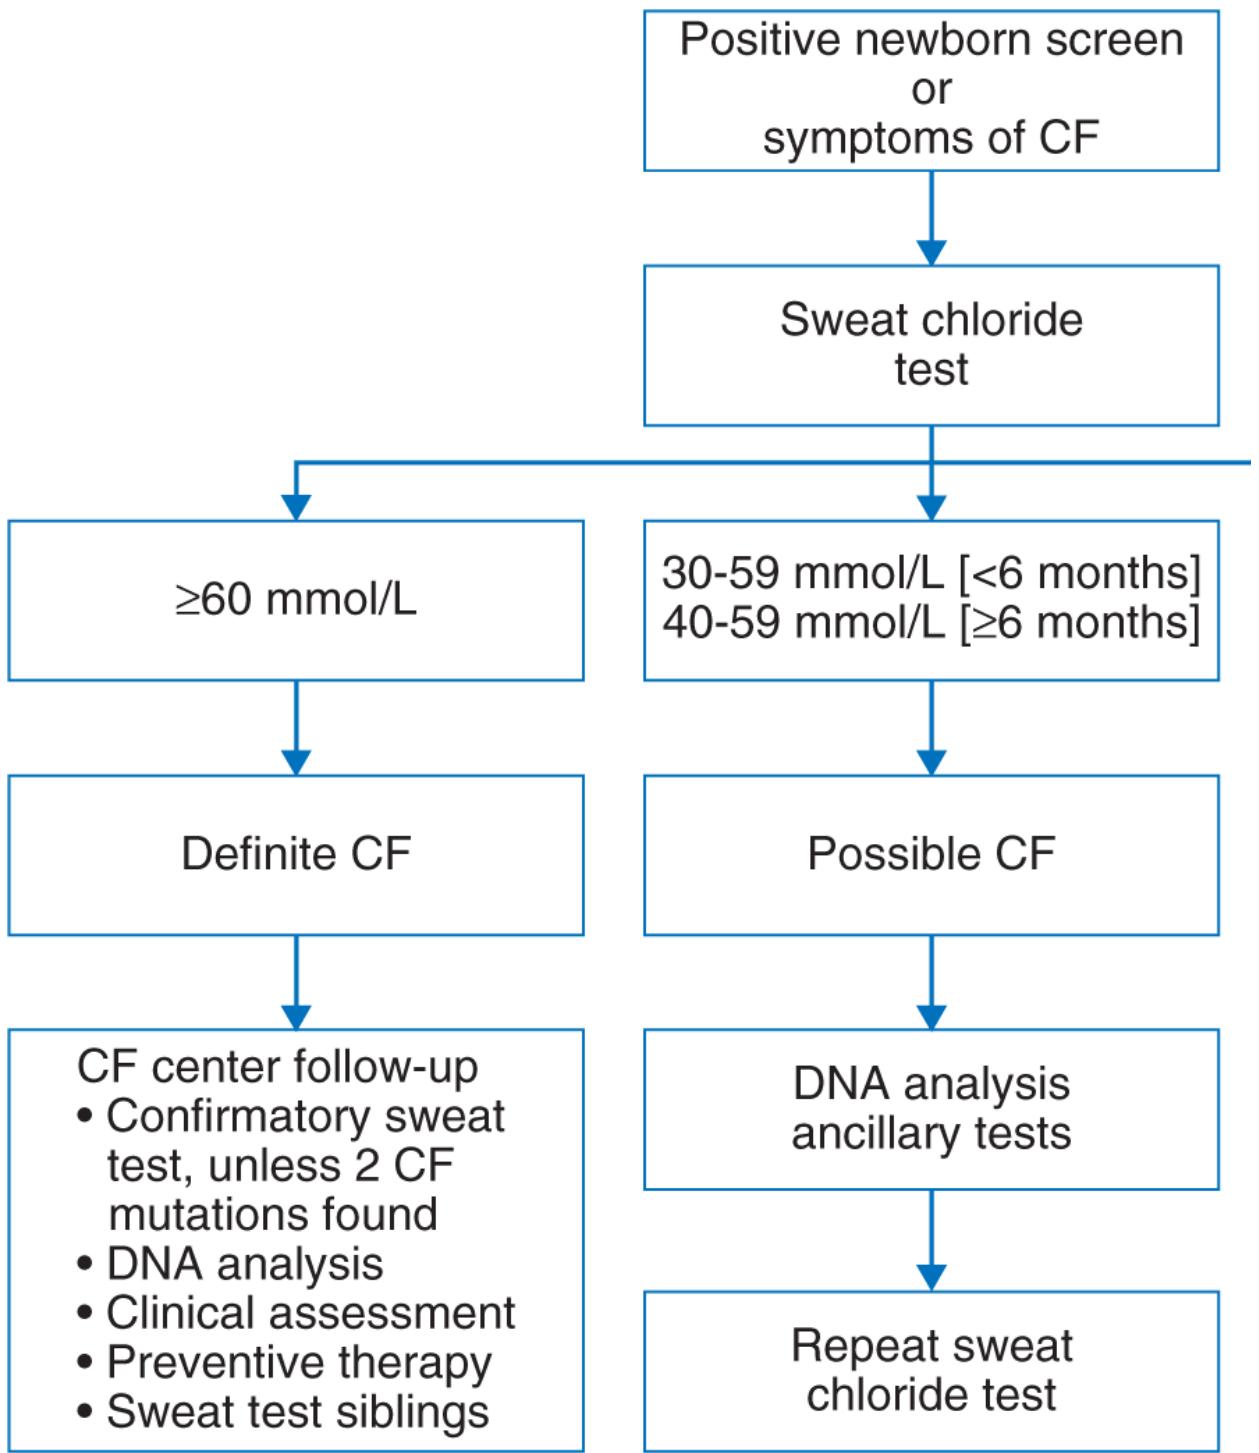 Positive newborn screen
or
symptoms of CF
Sweat chloride
test
≥60 mmol/L
30-59 mmol/L [<6 months]
40-59 mmol/L [≥6 months]
Definite CF
Possible CF
CF center follow-up
• Confirmatory sweat
test, unless 2 CF
mutations found
• DNA analysis
• Clinical assessment
• Preventive therapy
• Sweat test siblings
DNA analysis
ancillary tests
Repeat sweat
chloride test